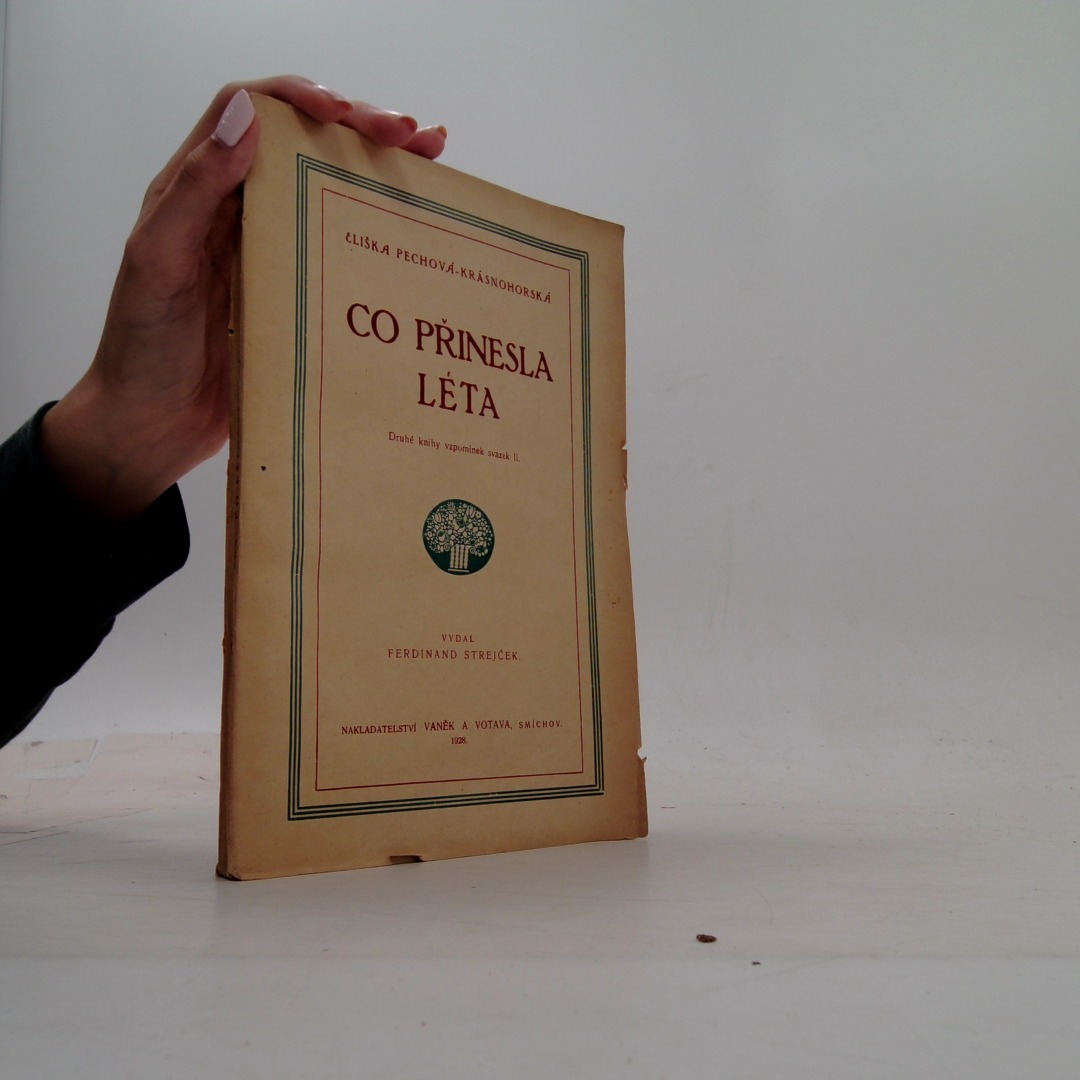 ELIŠKA PECHOVÁ-KRÁSNOHORSKÁ
CO PŘINESLA
LÉTA
Druhé knihy vzpomínek svazek II.
VYDAL
FERDINAND STREJČEK.
NAKLADATELSTVÍ VANĚK A VOTAVA, SMÍCHOV.
1928.